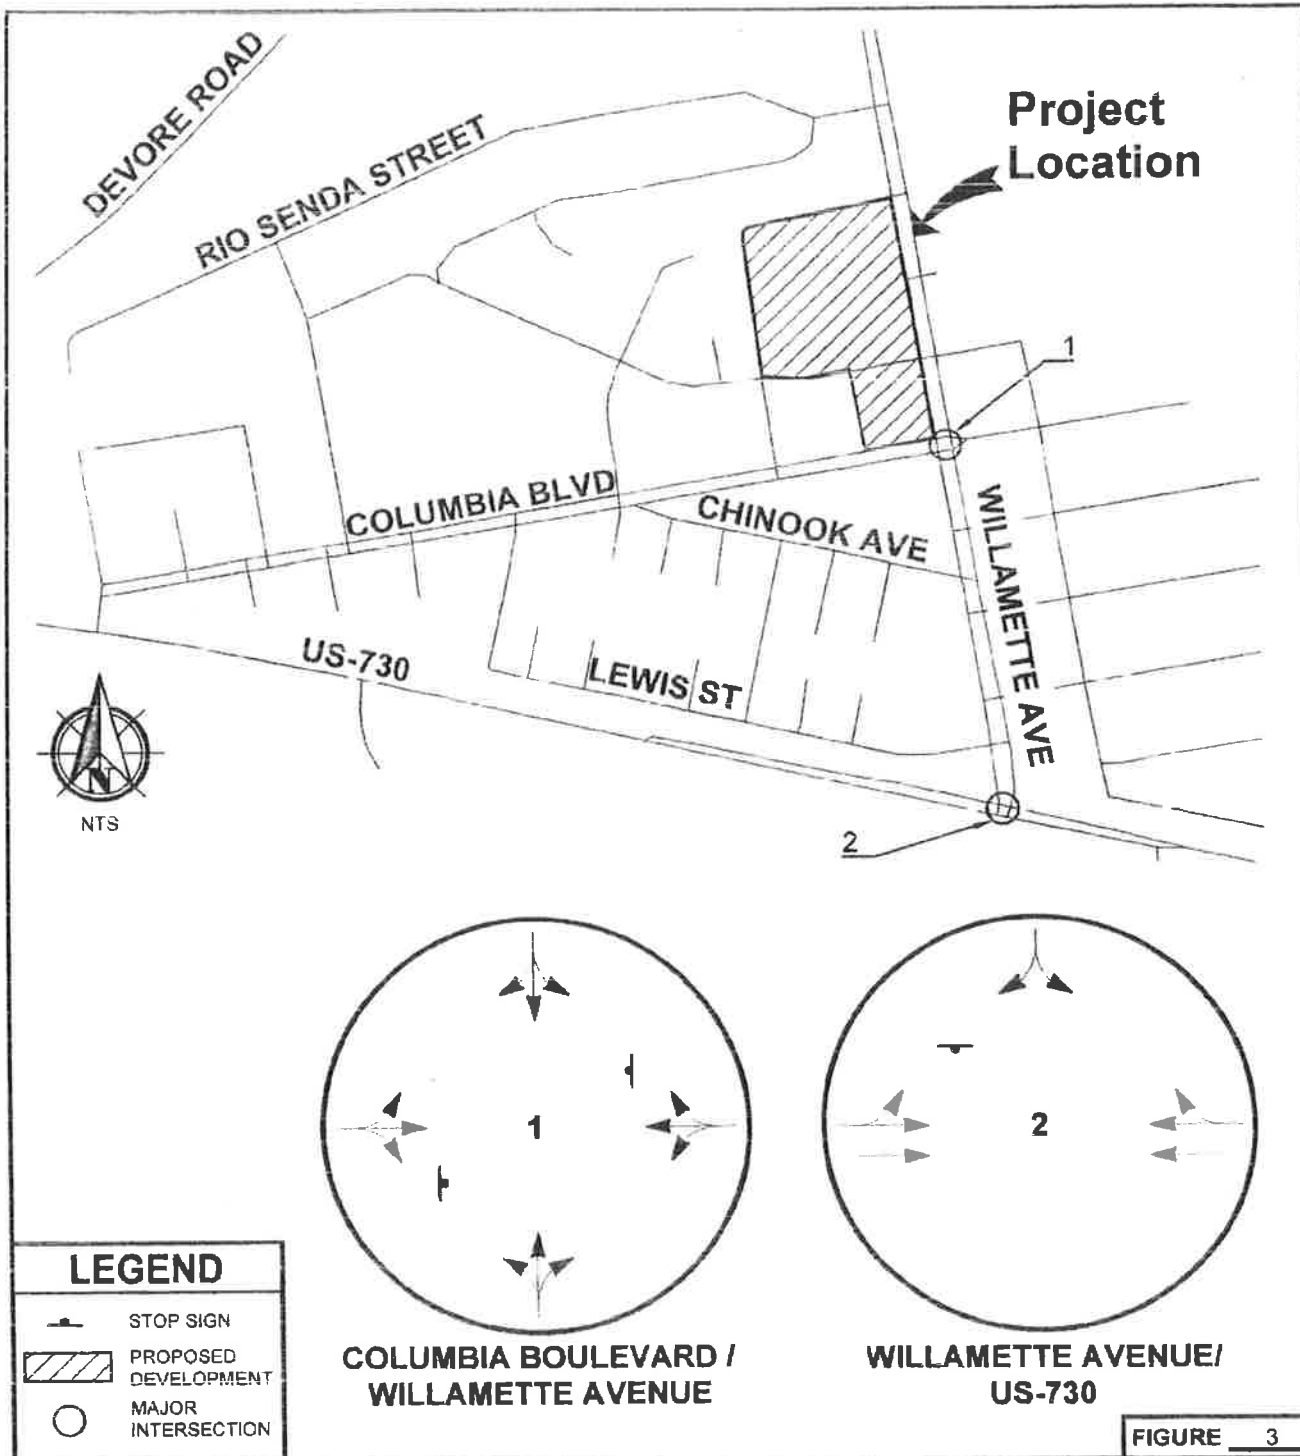 DEVORE ROAD
RIO SENDA STREET
Project
Location
1
COLUMBIA BLVD
CHINOOK AVE
WILLAMETTE AVE
US-730
LEWIS ST
N
NTS
2
1
2
LEGEND
STOP SIGN
PROPOSED
DEVELOPMENT
MAJOR
INTERSECTION
COLUMBIA BOULEVARD /
WILLAMETTE AVENUE
WILLAMETTE AVENUE/
US-730
FIGURE 3